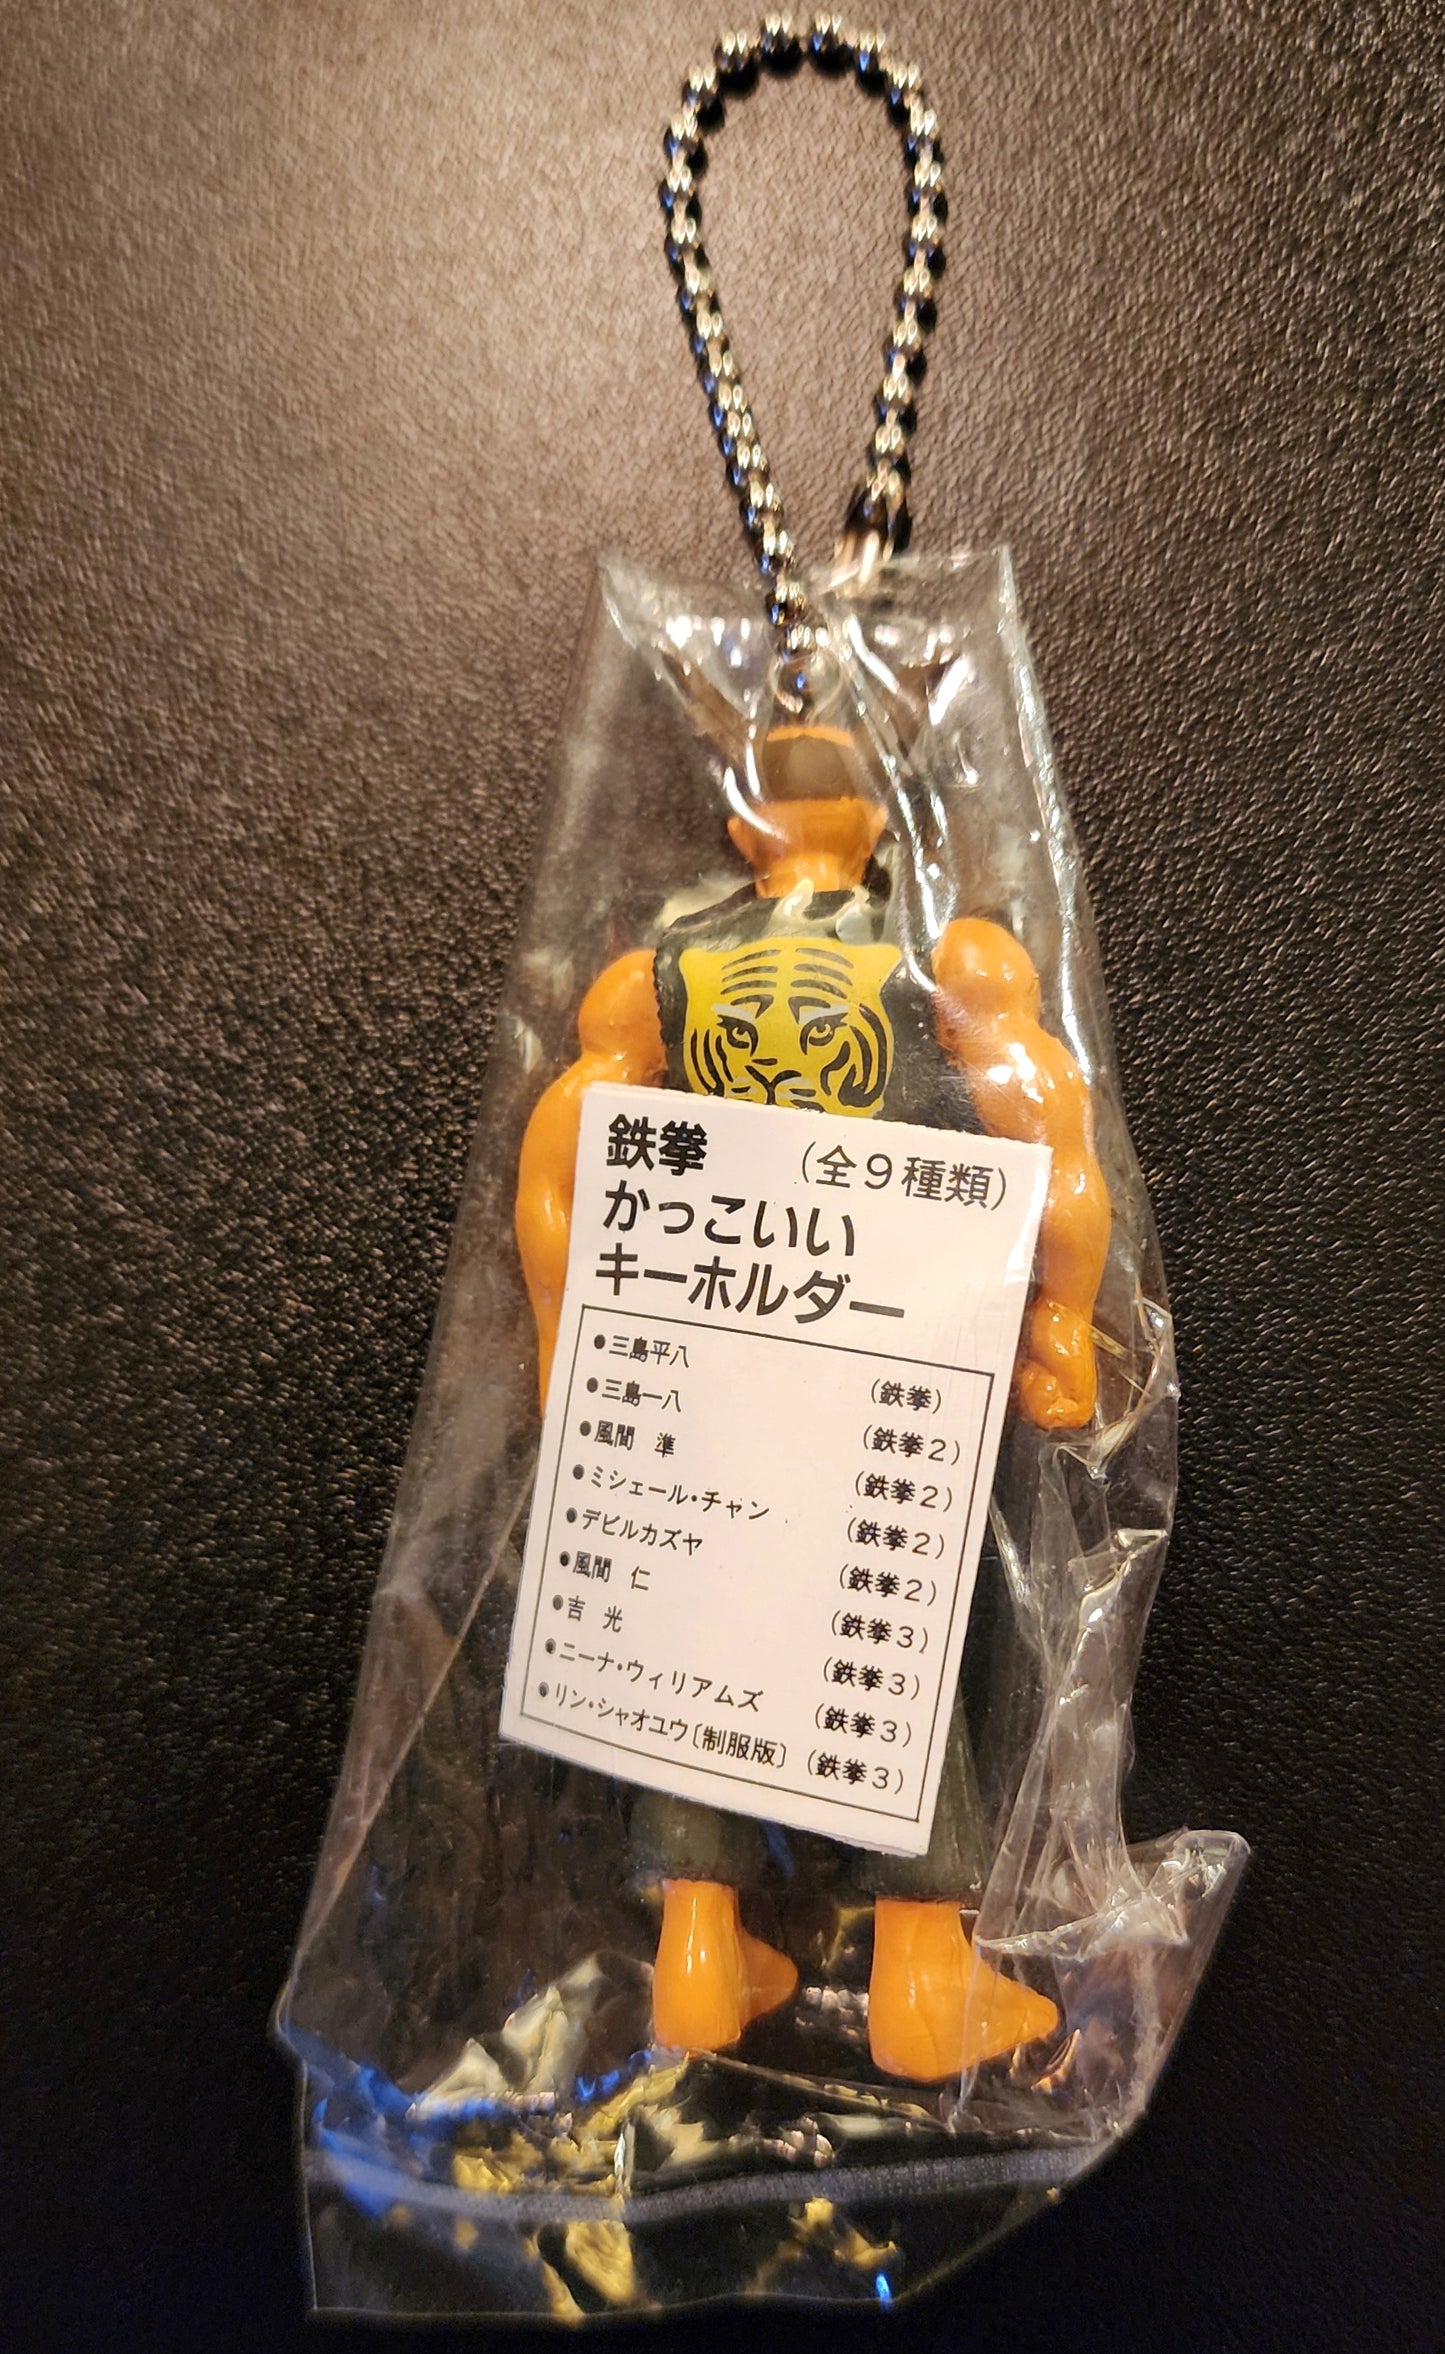 鉄拳　(全９種類)
かっこいい
キーホルダー
●三島平八　(鉄拳)
●三島一八　(鉄拳２)
●風間　準　(鉄拳２)
●ミシェール・チャン　(鉄拳２)
●デビルカズヤ　(鉄拳２)
●風間　仁　(鉄拳３)
●吉　光　(鉄拳３)
●ニーナ・ウィリアムズ　(鉄拳３)
●リン・シャオユウ〔制服版〕　(鉄拳３)